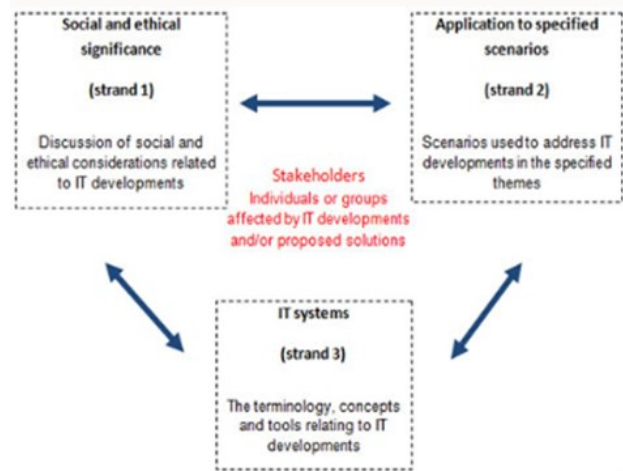 Social and ethical
significance
(strand 1)
Discussion of social and
ethical considerations related
to IT developments
Application to specified
scenarios
(strand 2)
Scenarios used to address IT
developments in the specified
themes
Stakeholders
Individuals or groups
affected by IT developments
and/or proposed solutions
IT systems
(strand 3)
The terminology, concepts
and tools relating to IT
developments